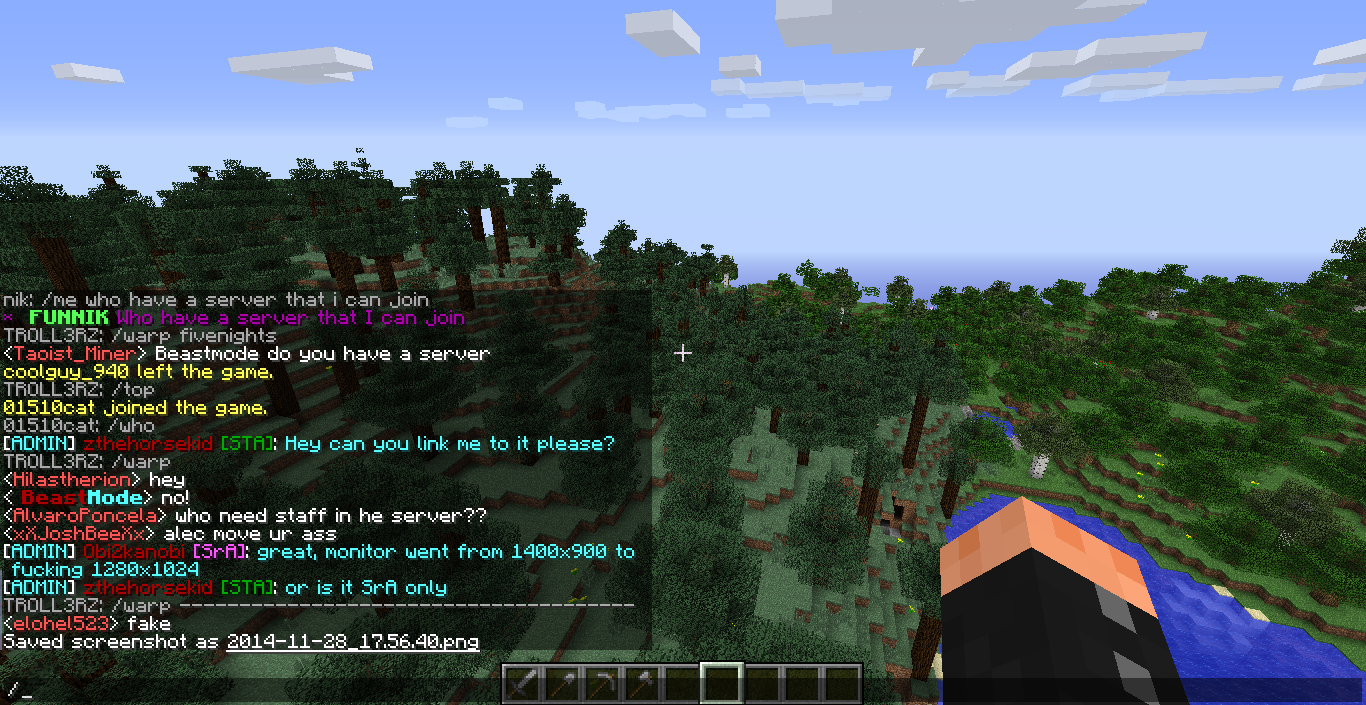 nik: /me who have a server that i can join
* FUNNIK Who have a server that I can join
TROLL3RZ: /warp fivenights
<Taoist_Miner> Beastmode do you have a server
coolguy_940 left the game.
TROLL3RZ: /top
01510cat joined the game.
01510cat: /who
[ADMIN] zthehorsekid [STA]: Hey can you link me to it please?
TROLL3RZ: /warp
<Hilastherion> hey
< BeastMode> no!
<AlvaroPoncela> who need staff in he server??
<xXJoshBeeXx> alec move ur ass
[ADMIN] Obi2kanobi [SrA]: great, monitor went from 1400x900 to
fucking 1280x1024
[ADMIN] zthehorsekid [STA]: or is it SrA only
TROLL3RZ: /warp --------------------------------------
<elohel523> fake
Saved screenshot as 2014-11-28_17.56.40.png
/_